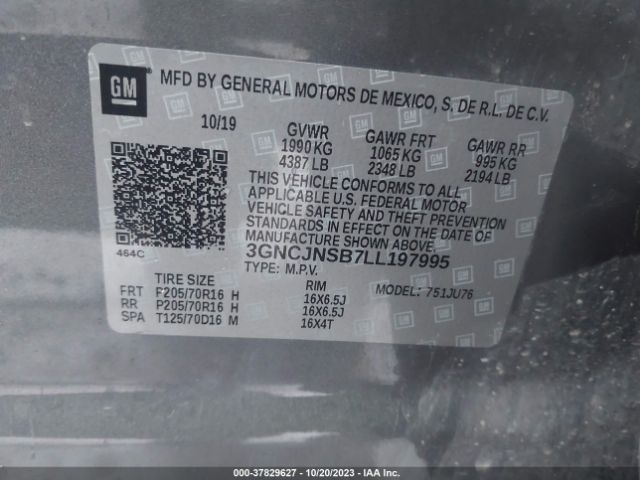 GM
MFD BY GENERAL MOTORS DE MEXICO, S. DE R.L. DE C.V.
10/19
GVWR GAWR FRT GAWR RR
1990 KG 1065 KG 995 KG
4387 LB 2348 LB 2194 LB
THIS VEHICLE CONFORMS TO ALL
APPLICABLE U.S. FEDERAL MOTOR
VEHICLE SAFETY AND THEFT PREVENTION
STANDARDS IN EFFECT ON THE DATE OF
MANUFACTURE SHOWN ABOVE.
464C
3GNCJNSB7LL197995
TYPE: M.P.V. MODEL: 751JU76
TIRE SIZE RIM
FRT P205/70R16 H 16X6.5J
RR P205/70R16 H 16X6.5J
SPA T125/70D16 M 16X4T
000-37829627 - 10/20/2023 - IAA Inc.